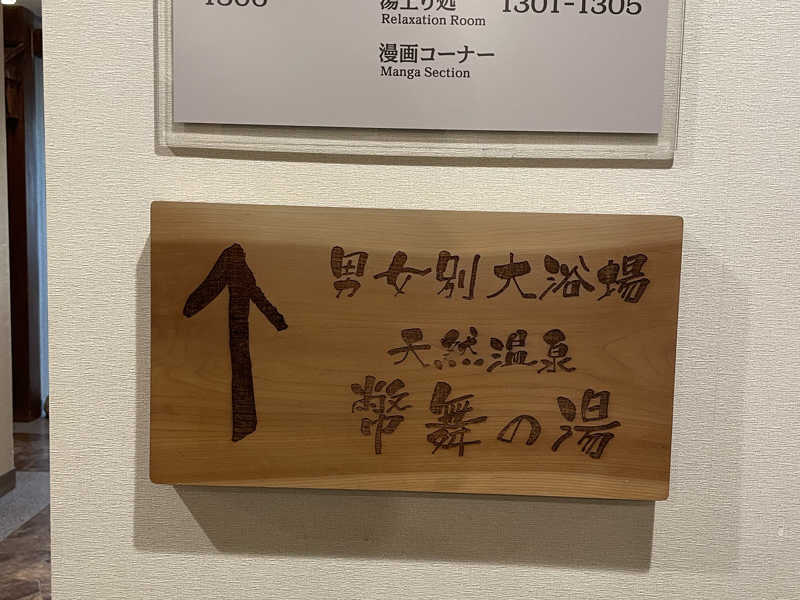 1306 湯上り処 1301-1305
Relaxation Room
漫画コーナー
Manga Section
男女別大浴場
天然温泉
幣舞の湯